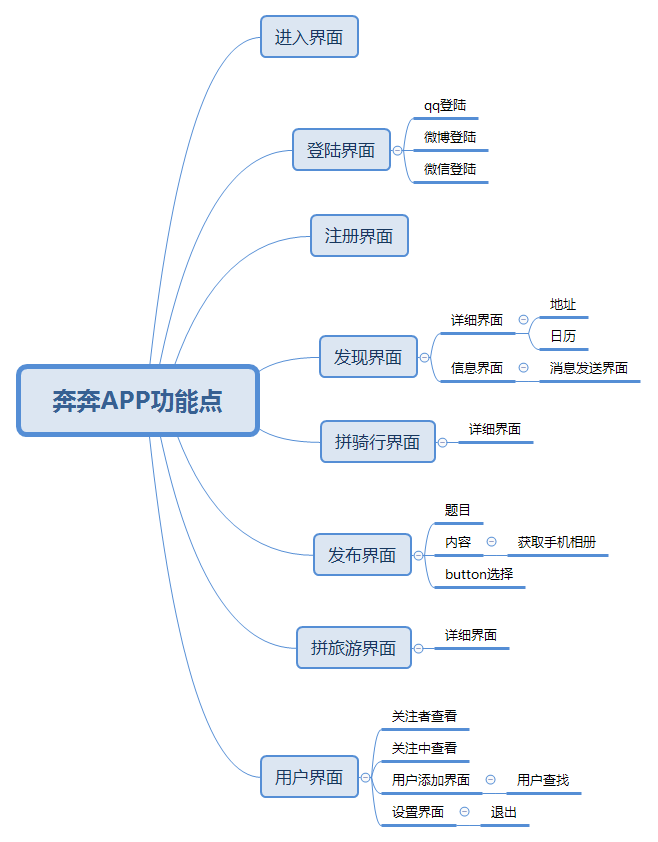 奔奔APP功能点
进入界面
登陆界面
qq登陆
微博登陆
微信登陆
注册界面
发现界面
详细界面
地址
日历
信息界面
消息发送界面
拼骑行界面
详细界面
发布界面
题目
内容
获取手机相册
button选择
拼旅游界面
详细界面
用户界面
关注者查看
关注中查看
用户添加界面
用户查找
设置界面
退出